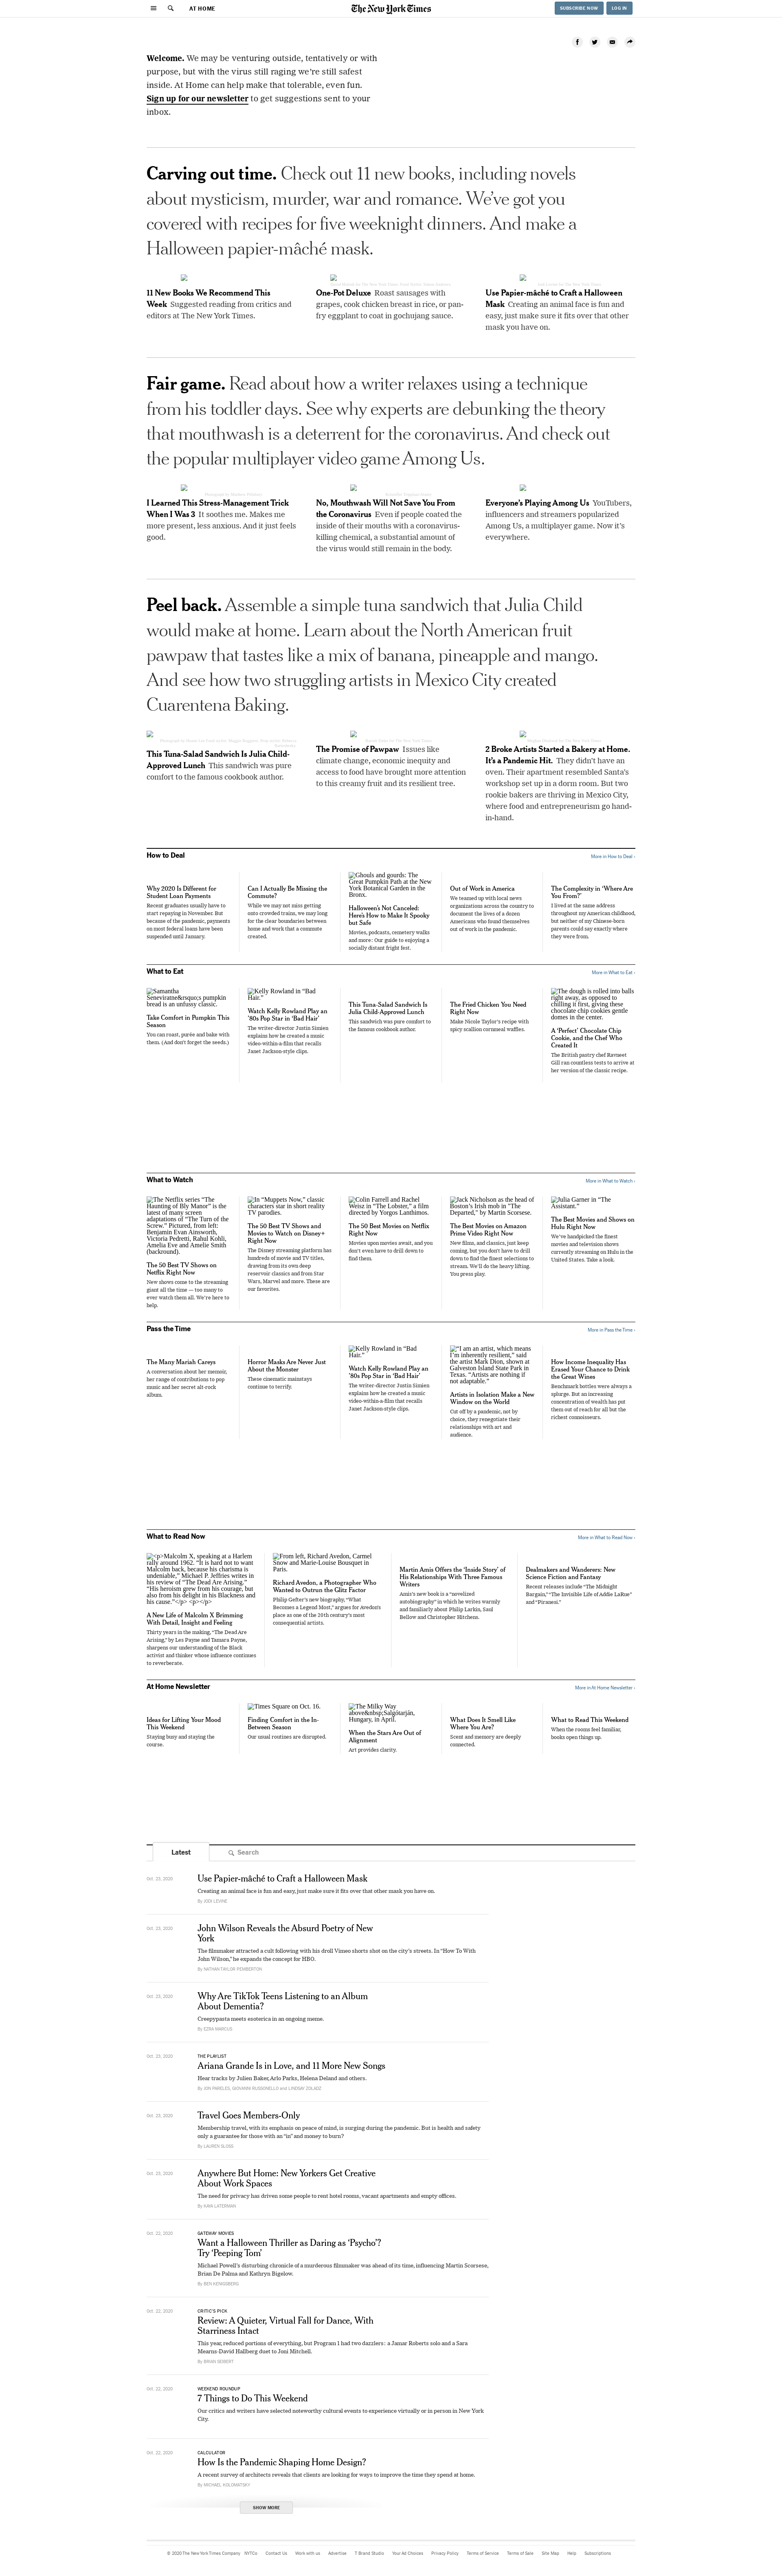 AT HOME
The New York Times
SUBSCRIBE NOW
LOG IN
Welcome. We may be venturing outside, tentatively or with
purpose, but with the virus still raging we're still safest
inside. At Home can help make that tolerable, even fun.
Sign up for our newsletter to get suggestions sent to your
inbox.
Carving out time. Check out 11 new books, including novels
about mysticism, murder, war and romance. We've got you
covered with recipes for five weeknight dinners. And make a
Halloween papier-mâché mask.
11 New Books We Recommend This
Week Suggested reading from critics and
editors at The New York Times.
One-Pot Deluxe Roast sausages with
grapes, cook chicken breast in rice, or pan-
fry eggplant to coat in gochujang sauce.
Use Papier-mâché to Craft a Halloween
Mask Creating an animal face is fun and
easy, just make sure it fits over that other
mask you have on.
Fair game. Read about how a writer relaxes using a technique
from his toddler days. See why experts are debunking the theory
that mouthwash is a deterrent for the coronavirus. And check out
the popular multiplayer video game Among Us.
I Learned This Stress-Management Trick
When I Was 3 It soothes me. Makes me
more present, less anxious. And it just feels
good.
No, Mouthwash Will Not Save You From
the Coronavirus Even if people coated the
inside of their mouths with a coronavirus-
killing chemical, a substantial amount of
the virus would still remain in the body.
Everyone's Playing Among Us YouTubers,
influencers and streamers popularized
Among Us, a multiplayer game. Now it's
everywhere.
Peel back. Assemble a simple tuna sandwich that Julia Child
would make at home. Learn about the North American fruit
pawpaw that tastes like a mix of banana, pineapple and mango.
And see how two struggling artists in Mexico City created
Cuarentena Baking.
This Tuna-Salad Sandwich Is Julia Child-
Approved Lunch This sandwich was pure
comfort to the famous cookbook author.
The Promise of Pawpaw Issues like
climate change, economic inequity and
access to food have brought more attention
to this creamy fruit and its resilient tree.
2 Broke Artists Started a Bakery at Home.
It's a Pandemic Hit. They didn't have an
oven. Their apartment resembled Santa's
workshop set up in a dorm room. But two
rookie bakers are thriving in Mexico City,
where food and entrepreneurism go hand-
in-hand.
How to Deal
More in How to Deal ›
Why 2020 Is Different for
Student Loan Payments
Recent graduates usually have to
start repaying in November. But
because of the pandemic, payments
on most federal loans have been
suspended until January.
Can I Actually Be Missing the
Commute?
While we may not miss getting
onto crowded trains, we may long
for the clear boundaries between
home and work that a commute
created.
Ghouls and gourds: The
Great Pumpkin Path at the New
York Botanical Garden in the
Bronx.
Halloween's Not Canceled:
Here's How to Make It Spooky
but Safe
Movies, podcasts, cemetery walks
and more: Our guide to enjoying a
socially distant fright fest.
Out of Work in America
We teamed up with local news
organizations across the country to
document the lives of a dozen
Americans who found themselves
out of work in the pandemic.
The Complexity in 'Where Are
You From?'
I lived at the same address
throughout my American childhood,
but neither of my Chinese-born
parents could say exactly where
they were from.
What to Eat
More in What to Eat ›
Samantha
Seneviratne&rsquo;s pumpkin
bread is an unfussy classic.
Take Comfort in Pumpkin This
Season
You can roast, purée and bake with
them. (And don't forget the seeds.)
Kelly Rowland in "Bad
Hair."
Watch Kelly Rowland Play an
'80s Pop Star in 'Bad Hair'
The writer-director Justin Simien
explains how he created a music
video-within-a-film that recalls
Janet Jackson-style clips.
This Tuna-Salad Sandwich Is
Julia Child-Approved Lunch
This sandwich was pure comfort to
the famous cookbook author.
The Fried Chicken You Need
Right Now
Make Nicole Taylor's recipe with
spicy scallion cornmeal waffles.
The dough is rolled into balls
right away, as opposed to
chilling it first, giving these
chocolate chip cookies gentle
domes in the center.
A 'Perfect' Chocolate Chip
Cookie, and the Chef Who
Created It
The British pastry chef Ravneet
Gill ran countless tests to arrive at
her version of the classic recipe.
What to Watch
More in What to Watch ›
The Netflix series "The
Haunting of Bly Manor" is the
latest of many screen
adaptations of "The Turn of the
Screw." Pictured, from left:
Benjamin Evan Ainsworth,
Victoria Pedretti, Rahul Kohli,
Amelia Eve and Amelie Smith
(backround).
The 50 Best TV Shows on
Netflix Right Now
New shows come to the streaming
giant all the time — too many to
ever watch them all. We're here to
help.
In "Muppets Now," classic
characters star in short reality
TV parodies.
The 50 Best TV Shows and
Movies to Watch on Disney+
Right Now
The Disney streaming platform has
hundreds of movie and TV titles,
drawing from its own deep
reservoir classics and from Star
Wars, Marvel and more. These are
our favorites.
Colin Farrell and Rachel
Weisz in "The Lobster," a film
directed by Yorgos Lanthimos.
The 50 Best Movies on Netflix
Right Now
Movies upon movies await, and you
don't even have to drill down to
find them.
Jack Nicholson as the head of
Boston's Irish mob in "The
Departed," by Martin Scorsese.
The Best Movies on Amazon
Prime Video Right Now
New films, and classics, just keep
coming, but you don't have to drill
down to find the finest selections to
stream. We'll do the heavy lifting.
You press play.
Julia Garner in "The
Assistant."
The Best Movies and Shows on
Hulu Right Now
We've handpicked the finest
movies and television shows
currently streaming on Hulu in the
United States. Take a look.
Pass the Time
More in Pass the Time ›
The Many Mariah Careys
A conversation about her memoir,
her range of contributions to pop
music and her secret alt-rock
album.
Horror Masks Are Never Just
About the Monster
These cinematic mainstays
continue to terrify.
Kelly Rowland in "Bad
Hair."
Watch Kelly Rowland Play an
'80s Pop Star in 'Bad Hair'
The writer-director Justin Simien
explains how he created a music
video-within-a-film that recalls
Janet Jackson-style clips.
"I am an artist, which means
I'm inherently resilient," said
the artist Mark Dion, shown at
Galveston Island State Park in
Texas. "Artists are nothing if
not adaptable."
Artists in Isolation Make a New
Window on the World
Cut off by a pandemic, not by
choice, they renegotiate their
relationships with art and
audience.
How Income Inequality Has
Erased Your Chance to Drink
the Great Wines
Benchmark bottles were always a
splurge. But an increasing
concentration of wealth has put
them out of reach for all but the
richest connoisseurs.
What to Read Now
More in What to Read Now ›
<p>Malcolm X, speaking at a Harlem
rally around 1962. "It is hard not to want
Malcolm back, because his charisma is
undeniable," Michael P. Jeffries writes in
his review of "The Dead Are Arising."
"His heroism grew from his courage, but
also from his delight in his Blackness and
his cause."</p> <p></p>
A New Life of Malcolm X Brimming
With Detail, Insight and Feeling
Thirty years in the making, "The Dead Are
Arising," by Les Payne and Tamara Payne,
sharpens our understanding of the Black
activist and thinker whose influence continues
to reverberate.
From left, Richard Avedon, Carmel
Snow and Marie-Louise Bousquet in
Paris.
Richard Avedon, a Photographer Who
Wanted to Outrun the Glitz Factor
Philip Gefter's new biography, "What
Becomes a Legend Most," argues for Avedon's
place as one of the 20th century's most
consequential artists.
Martin Amis Offers the 'Inside Story' of
His Relationships With Three Famous
Writers
Amis's new book is a "novelized
autobiography" in which he writes warmly
and familiarly about Philip Larkin, Saul
Bellow and Christopher Hitchens.
Dealmakers and Wanderers: New
Science Fiction and Fantasy
Recent releases include "The Midnight
Bargain," "The Invisible Life of Addie LaRue"
and "Piranesi."
At Home Newsletter
More in At Home Newsletter ›
Ideas for Lifting Your Mood
This Weekend
Staying busy and staying the
course.
Times Square on Oct. 16.
Finding Comfort in the In-
Between Season
Our usual routines are disrupted.
The Milky Way
above&nbsp;Salgótarján,
Hungary, in April.
When the Stars Are Out of
Alignment
Art provides clarity.
What Does It Smell Like
Where You Are?
Scent and memory are deeply
connected.
What to Read This Weekend
When the rooms feel familiar,
books open things up.
Latest
Search
Oct. 23, 2020
Use Papier-mâché to Craft a Halloween Mask
Creating an animal face is fun and easy, just make sure it fits over that other mask you have on.
By JODI LEVINE
Oct. 23, 2020
John Wilson Reveals the Absurd Poetry of New
York
The filmmaker attracted a cult following with his droll Vimeo shorts shot on the city's streets. In "How To With
John Wilson," he expands the concept for HBO.
By NATHAN TAYLOR PEMBERTON
Oct. 23, 2020
Why Are TikTok Teens Listening to an Album
About Dementia?
Creepypasta meets esoterica in an ongoing meme.
By EZRA MARCUS
Oct. 23, 2020
THE PLAYLIST
Ariana Grande Is in Love, and 11 More New Songs
Hear tracks by Julien Baker, Arlo Parks, Helena Deland and others.
By JON PARELES, GIOVANNI RUSSONELLO and LINDSAY ZOLADZ
Oct. 23, 2020
Travel Goes Members-Only
Membership travel, with its emphasis on peace of mind, is surging during the pandemic. But is health and safety
only a guarantee for those with an "in" and money to burn?
By LAUREN SLOSS
Oct. 23, 2020
Anywhere But Home: New Yorkers Get Creative
About Work Spaces
The need for privacy has driven some people to rent hotel rooms, vacant apartments and empty offices.
By KAYA LATERMAN
Oct. 22, 2020
GATEWAY MOVIES
Want a Halloween Thriller as Daring as 'Psycho'?
Try 'Peeping Tom'
Michael Powell's disturbing chronicle of a murderous filmmaker was ahead of its time, influencing Martin Scorsese,
Brian De Palma and Kathryn Bigelow.
By BEN KENIGSBERG
Oct. 22, 2020
CRITIC'S PICK
Review: A Quieter, Virtual Fall for Dance, With
Starriness Intact
This year, reduced portions of everything, but Program 1 had two dazzlers: a Jamar Roberts solo and a Sara
Mearns-David Hallberg duet to Joni Mitchell.
By BRIAN SEIBERT
Oct. 22, 2020
WEEKEND ROUNDUP
7 Things to Do This Weekend
Our critics and writers have selected noteworthy cultural events to experience virtually or in person in New York
City.
Oct. 22, 2020
CALCULATOR
How Is the Pandemic Shaping Home Design?
A recent survey of architects reveals that clients are looking for ways to improve the time they spend at home.
By MICHAEL KOLOMATSKY
SHOW MORE
© 2020 The New York Times Company
NYTCo
Contact Us
Work with us
Advertise
T Brand Studio
Your Ad Choices
Privacy Policy
Terms of Service
Terms of Sale
Site Map
Help
Subscriptions